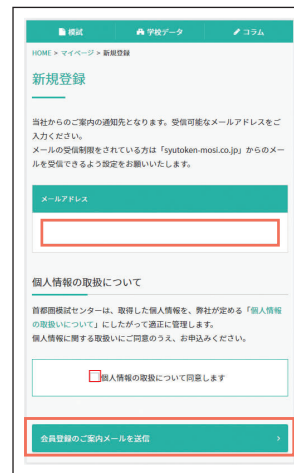 模試 学校データ コラム
HOME > マイページ > 新規登録
新規登録
当社からのご案内の通知先となります。受信可能なメールアドレスをご
入力ください。
メールの受信制限をされている方は「syutoken-mosi.co.jp」からのメー
ルを受信できるよう設定をお願いいたします。
メールアドレス
個人情報の取扱について
首都圏模試センターは、取得した個人情報を、弊社が定める「個人情報
の取扱いについて」にしたがって適正に管理します。
個人情報に関する取扱いにご同意のうえ、お申込みください。
個人情報の取扱について同意します
会員登録のご案内メールを送信 >